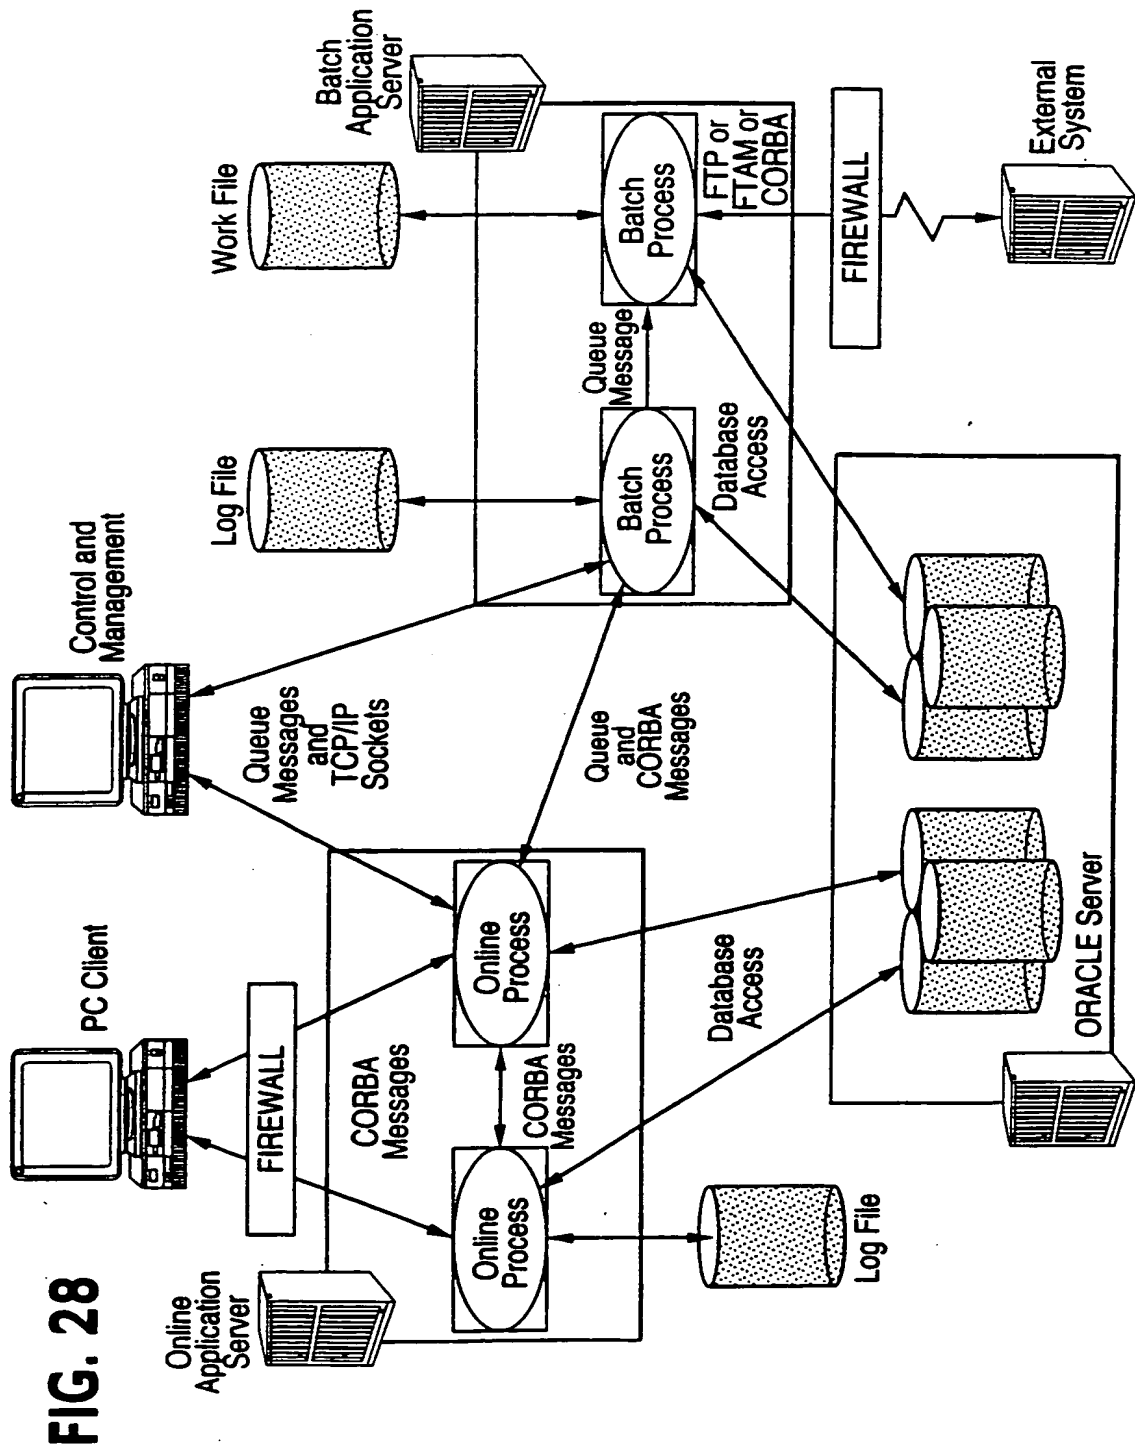 FIG. 28
Online
Application
Server
PC Client
FIREWALL
CORBA
Messages
Online
Process
CORBA
Messages
Online
Process
Log File
Control and
Management
Queue
Messages
and
TCP/IP
Sockets
Queue
and
CORBA
Messages
Database
Access
ORACLE Server
Log File
Work File
Batch
Application
Server
Batch
Process
Queue
Message
Batch
Process
Database
Access
FTP or
FTAM or
CORBA
FIREWALL
External
System